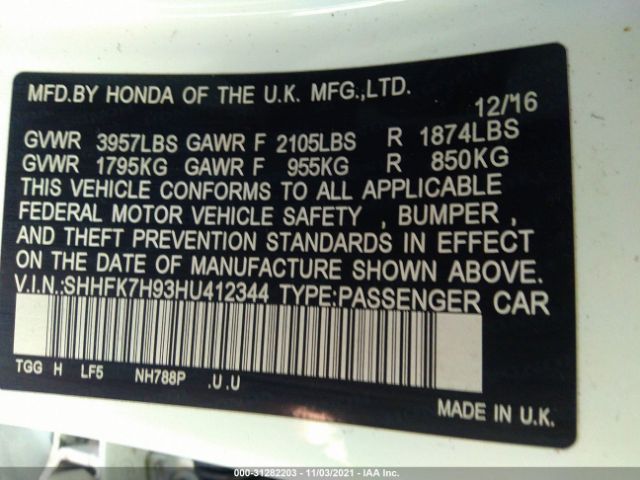 MFD.BY HONDA OF THE U.K. MFG.,LTD.
12/16
GVWR 3957LBS GAWR F 2105LBS R 1874LBS
GVWR 1795KG GAWR F 955KG R 850KG
THIS VEHICLE CONFORMS TO ALL APPLICABLE
FEDERAL MOTOR VEHICLE SAFETY , BUMPER ,
AND THEFT PREVENTION STANDARDS IN EFFECT
ON THE DATE OF MANUFACTURE SHOWN ABOVE.
V.I.N.:SHHFK7H93HU412344 TYPE:PASSENGER CAR
TGG H LF5 NH788P .U.U
MADE IN U.K.
000-31282203 - 11/03/2021 - IAA Inc.